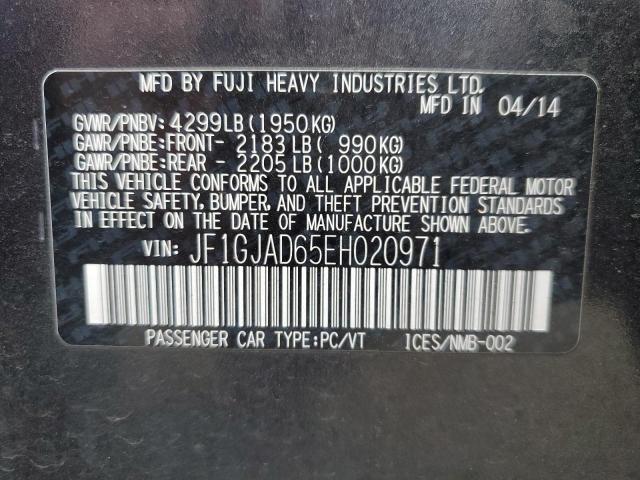 MFD BY FUJI HEAVY INDUSTRIES LTD.
MFD IN 04/14
GVWR/PNBV: 4299LB (1950KG)
GAWR/PNBE:FRONT- 2183 LB ( 990KG)
GAWR/PNBE:REAR - 2205 LB (1000KG)
THIS VEHICLE CONFORMS TO ALL APPLICABLE FEDERAL MOTOR
VEHICLE SAFETY, BUMPER, AND THEFT PREVENTION STANDARDS
IN EFFECT ON THE DATE OF MANUFACTURE SHOWN ABOVE.
VIN: JF1GJAD65EH020971
PASSENGER CAR TYPE:PC/VT ICES/NMB-002